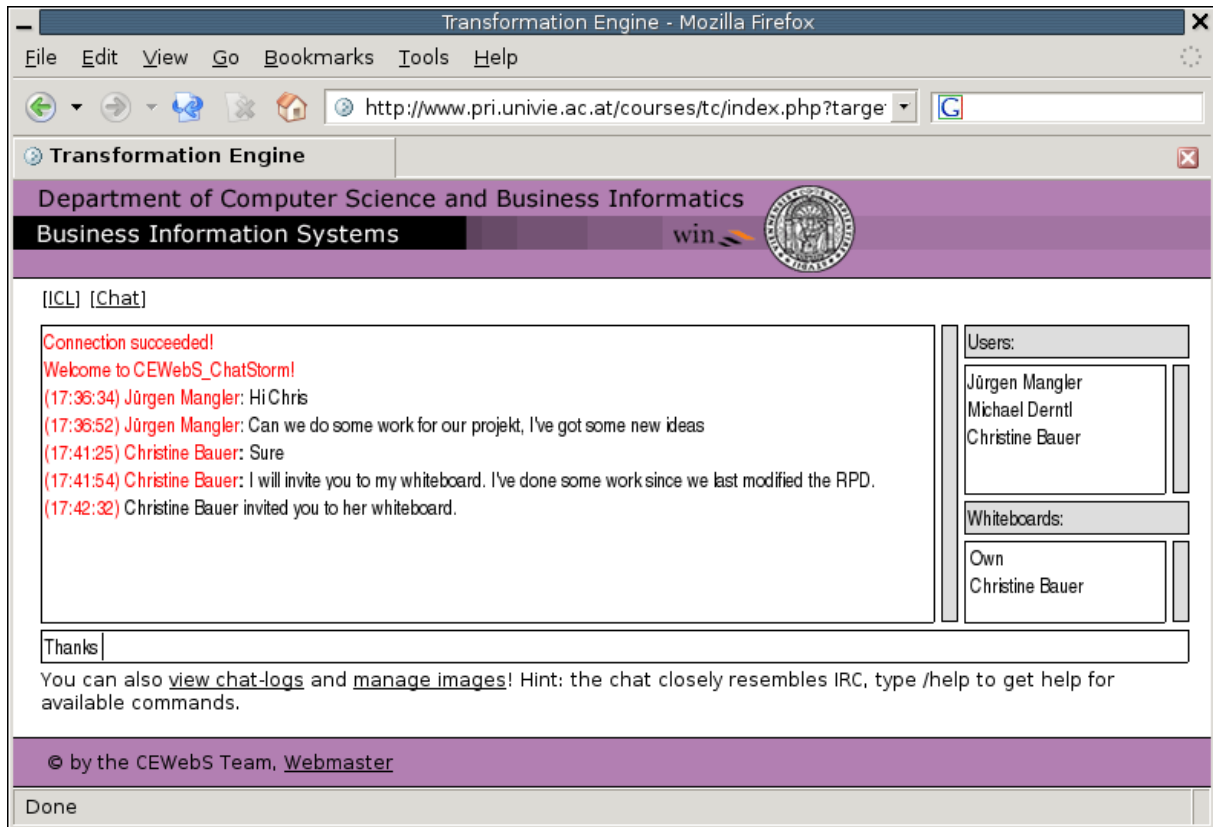 Transformation Engine - Mozilla Firefox
File Edit View Go Bookmarks Tools Help
http://www.pri.univie.ac.at/courses/tc/index.php?targe
G
Transformation Engine
Department of Computer Science and Business Informatics
Business Information Systems
win
[ICL] [Chat]
Connection succeeded!
Welcome to CEWebS_ChatStorm!
(17:36:34) Jürgen Mangler: Hi Chris
(17:36:52) Jürgen Mangler: Can we do some work for our projekt, I've got some new ideas
(17:41:25) Christine Bauer: Sure
(17:41:54) Christine Bauer: I will invite you to my whiteboard. I've done some work since we last modified the RPD.
(17:42:32) Christine Bauer invited you to her whiteboard.
Users:
Jürgen Mangler
Michael Derntl
Christine Bauer
Whiteboards:
Own
Christine Bauer
Thanks
You can also view chat-logs and manage images! Hint: the chat closely resembles IRC, type /help to get help for
available commands.
© by the CEWebS Team, Webmaster
Done